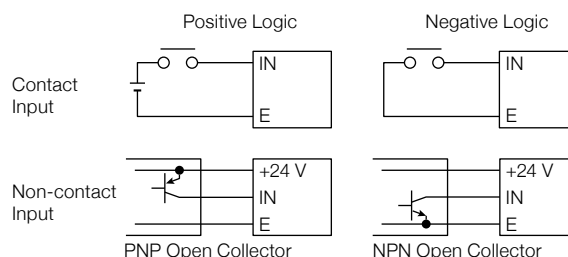 Positive Logic
Negative Logic
Contact
Input
IN
E
IN
E
Non-contact
Input
+24 V
IN
E
+24 V
IN
E
PNP Open Collector
NPN Open Collector